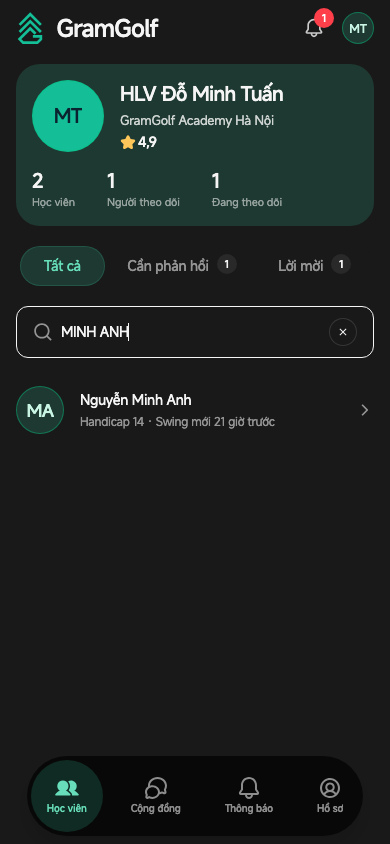 GramGolf
1
MT
MT
HLV Đỗ Minh Tuấn
GramGolf Academy Hà Nội
4,9
2
Học viên
1
Người theo dõi
1
Đang theo dõi
Tất cả
Cần phản hồi 1
Lời mời 1
MINH ANH
MA
Nguyễn Minh Anh
Handicap 14 · Swing mới 21 giờ trước
Học viên
Cộng đồng
Thông báo
Hồ sơ